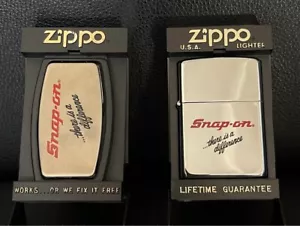 Zippo
Snap-on.
...there is a
difference
WORKS...OR WE FIX IT FREE
Zippo
U.S.A. LIGHTER
Snap-on.
...there is a
difference
LIFETIME GUARANTEE